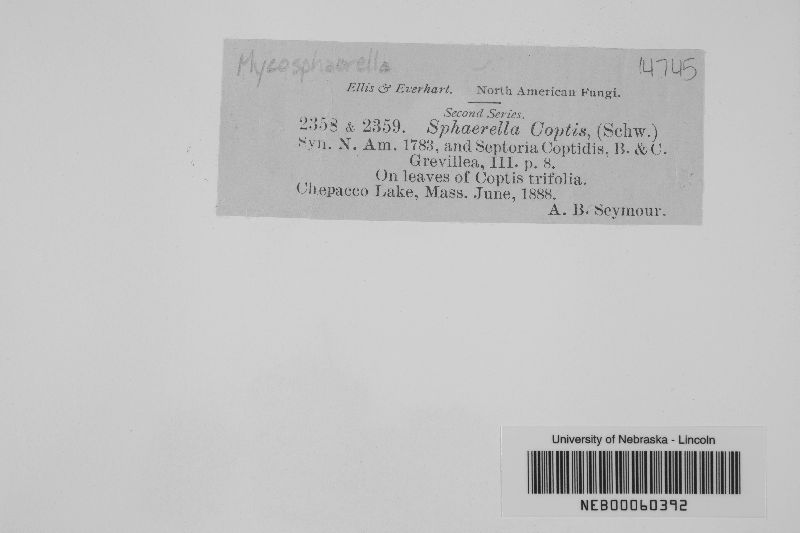 Mycosphaerella 14745
Ellis & Everhart. North American Fungi.
Second Series.
2358 & 2359. Sphaerella Coptis, (Schw.)
Syn. N. Am. 1783, and Septoria Coptidis, B. & C.
Grevillea, III. p. 8.
On leaves of Coptis trifolia.
Chepacco Lake, Mass. June, 1888.
A. B. Seymour.
University of Nebraska - Lincoln
NEB00060392